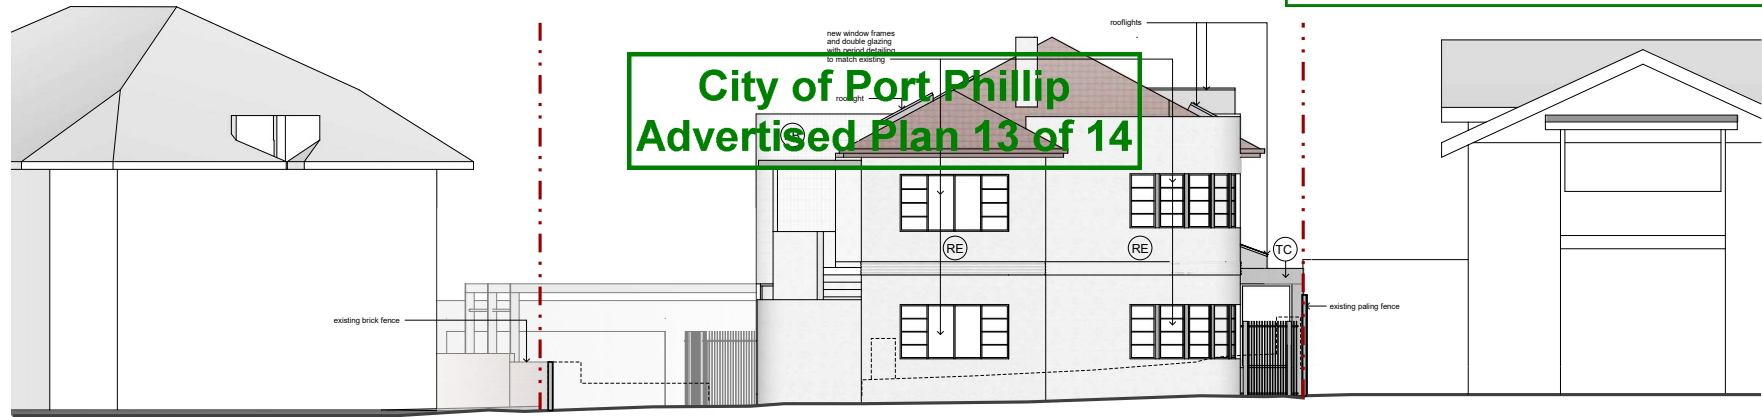 rooflights
new window frames
and double glazing
with period detailing
to match existing
City of Port Phillip
rooflight
Advertised Plan 13 of 14
RE
RE
TC
existing brick fence
existing paling fence